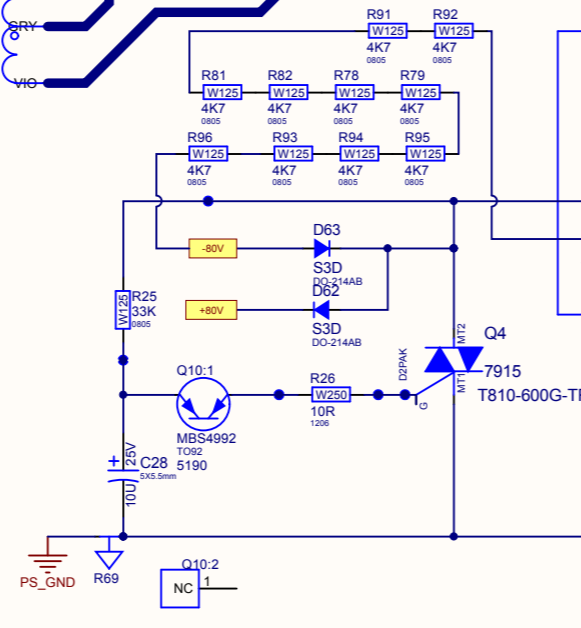 GRY
VIO
R91 R92
W125 W125
4K7 4K7
0805 0805
R81 R82 R78 R79
W125 W125 W125 W125
4K7 4K7 4K7 4K7
0805 0805 0805 0805
R96 R93 R94 R95
W125 W125 W125 W125
4K7 4K7 4K7 4K7
0805 0805 0805 0805
D63
-80V
S3D
DO-214AB
D62
+80V
S3D
DO-214AB
R25
W125
33K
0805
MT2
Q4
D2PAK
7915
MT1
T810-600G-TR
G
Q10:1
R26
W250
10R
1206
MBS4992
TO92
5190
+
25V
C28
5X5.5mm
10U
PS_GND
R69
Q10:2
NC 1